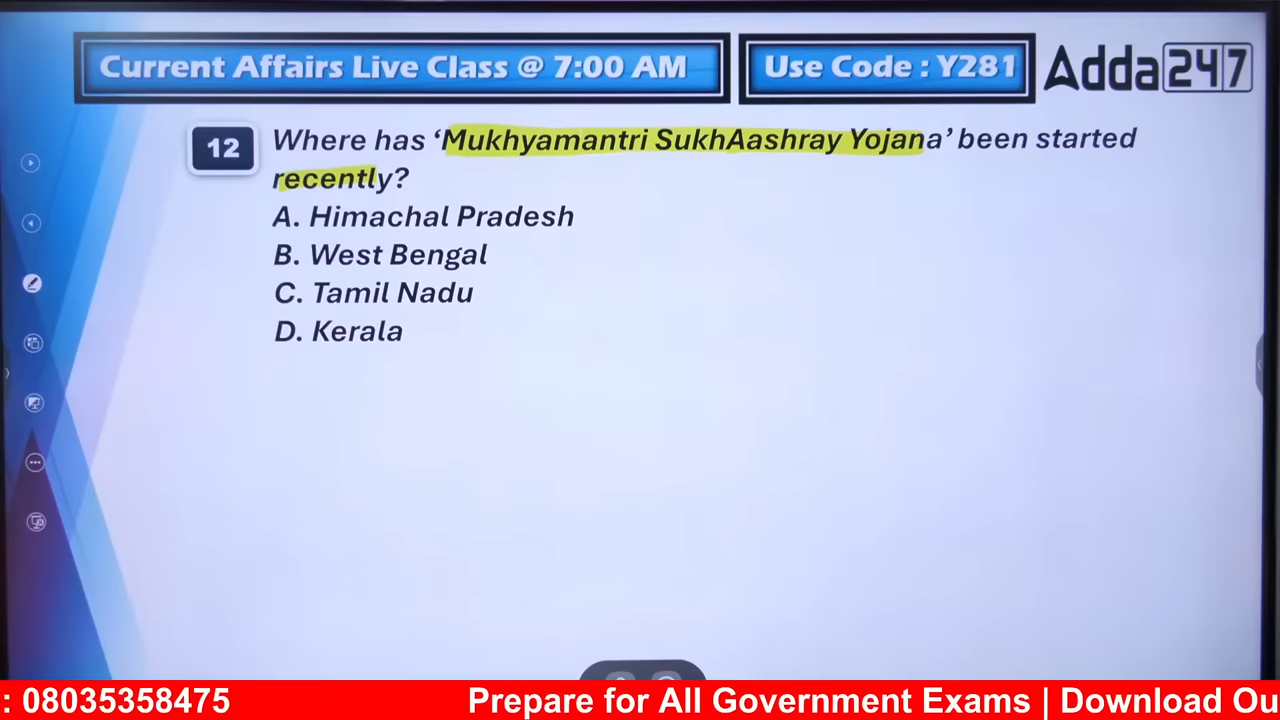 Current Affairs Live Class @ 7:00 AM
Use Code : Y281
Adda247
12
Where has ‘Mukhyamantri SukhAashray Yojana’ been started
recently?
A. Himachal Pradesh
B. West Bengal
C. Tamil Nadu
D. Kerala
: 08035358475
Prepare for All Government Exams | Download Ou